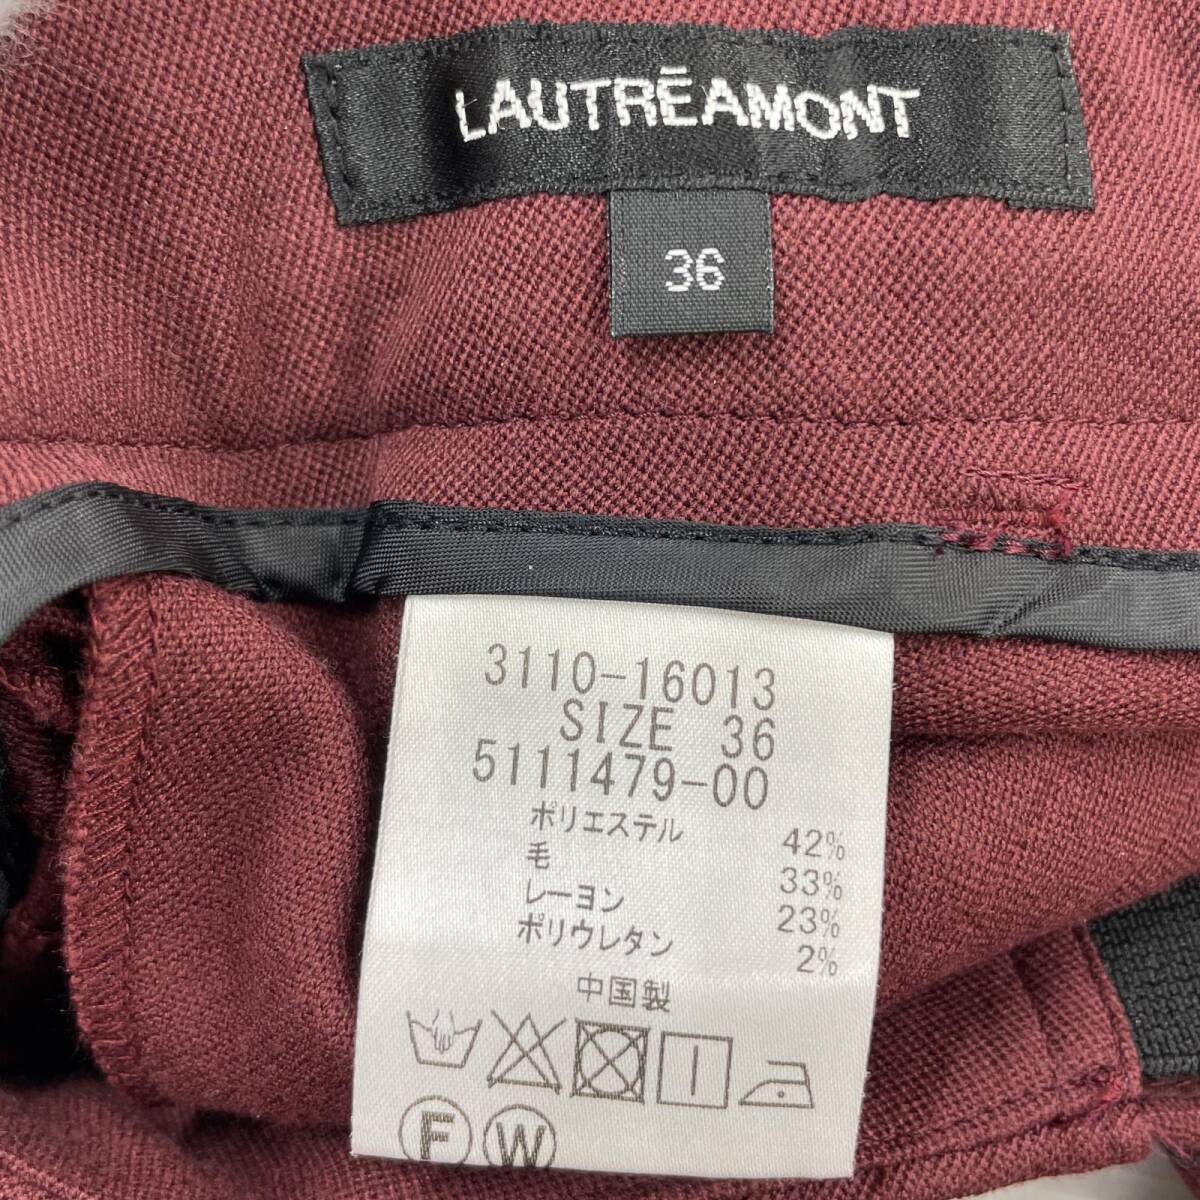 LAUTRĒAMONT
36
3110-16013
SIZE 36
5111479-00
ポリエステル 42%
毛 33%
レーヨン 23%
ポリウレタン 2%
中国製
F W